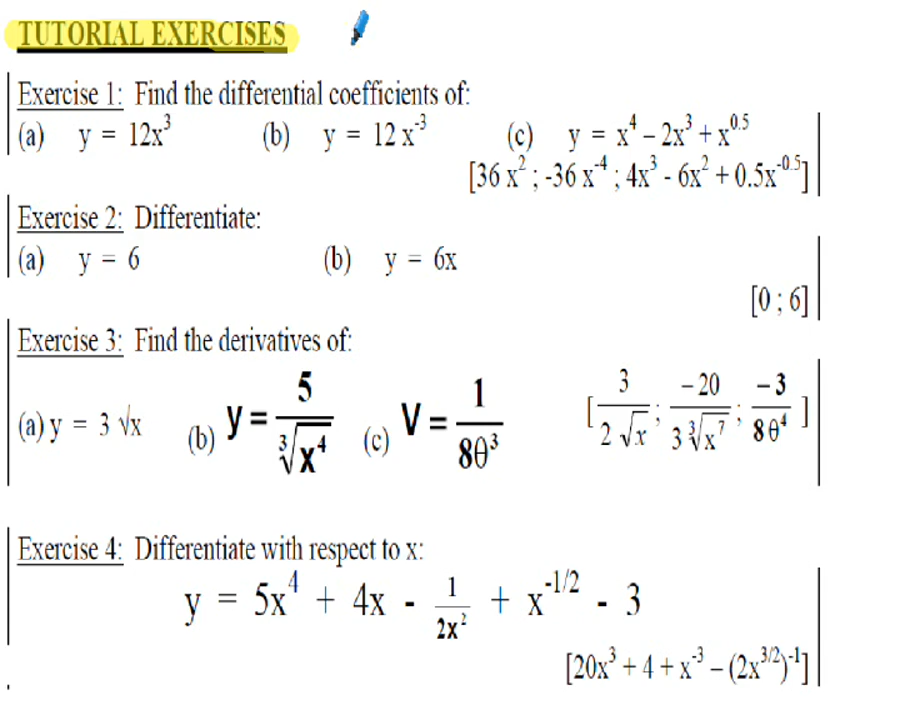 TUTORIAL EXERCISES
Exercise 1: Find the differential coefficients of:
(a) y = 12x³ (b) y = 12 x⁻³ (c) y = x⁴ – 2x³ + x⁰·⁵
[36 x² ; -36 x⁻⁴ ; 4x³ - 6x² + 0.5x⁻⁰·⁵]
Exercise 2: Differentiate:
(a) y = 6 (b) y = 6x
[0 ; 6]
Exercise 3: Find the derivatives of:
(a) y = 3 √x (b) y = 5/∛x⁴ (c) V = 1/8θ³ [3/2√x ; –20/3∛x⁷ ; –3/8θ⁴]
Exercise 4: Differentiate with respect to x:
y = 5x⁴ + 4x - 1/2x² + x⁻¹/² - 3
[20x³ + 4 + x⁻³ – (2x³/²)⁻¹]